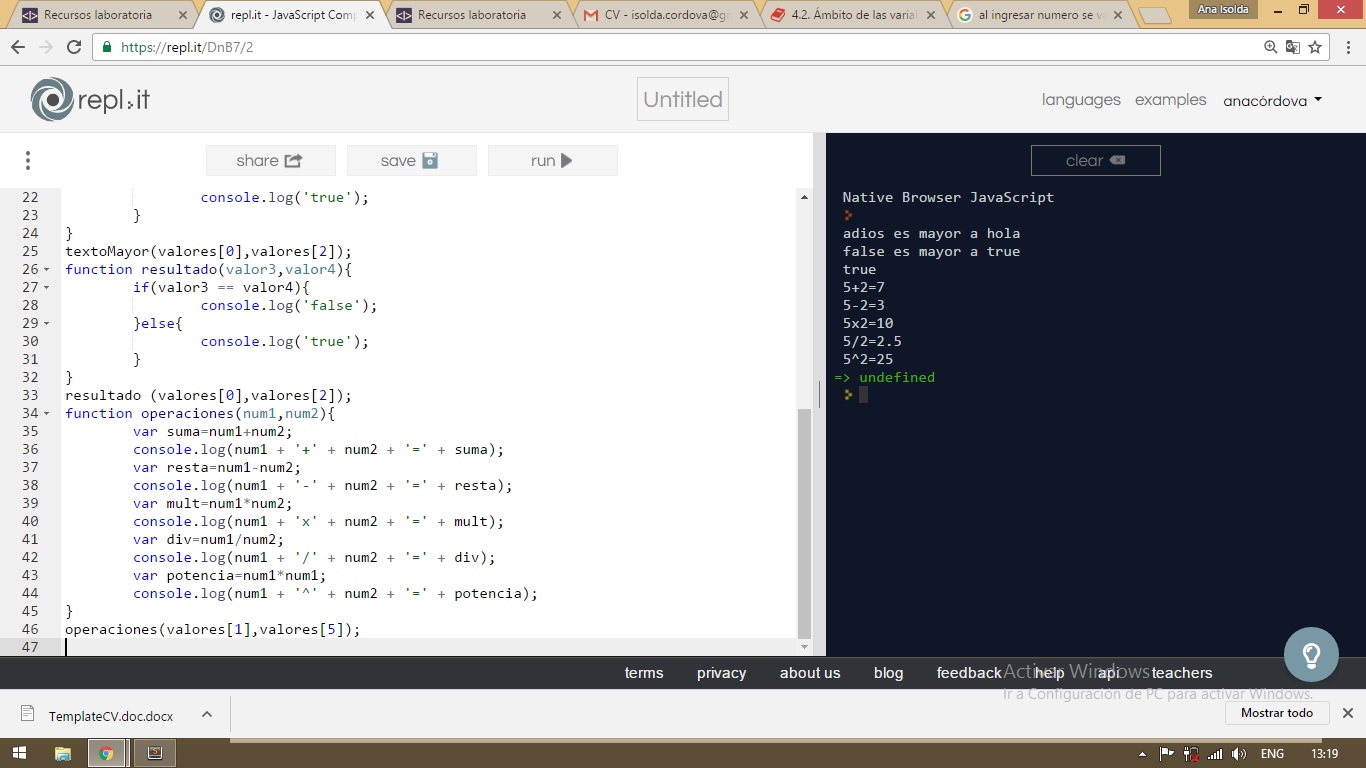 Recursos laboratoria
repl.it - JavaScript Comp
Recursos laboratoria
CV - isolda.cordova@gm
4.2. Ámbito de las varia
al ingresar numero se v
Ana Isolda
https://repl.it/DnB7/2
repl.it
Untitled
languages examples anacórdova
share save run
clear
22 console.log('true');
23 }
24 }
25 textoMayor(valores[0],valores[2]);
26 function resultado(valor3,valor4){
27 if(valor3 == valor4){
28 console.log('false');
29 }else{
30 console.log('true');
31 }
32 }
33 resultado (valores[0],valores[2]);
34 function operaciones(num1,num2){
35 var suma=num1+num2;
36 console.log(num1 + '+' + num2 + '=' + suma);
37 var resta=num1-num2;
38 console.log(num1 + '-' + num2 + '=' + resta);
39 var mult=num1*num2;
40 console.log(num1 + 'x' + num2 + '=' + mult);
41 var div=num1/num2;
42 console.log(num1 + '/' + num2 + '=' + div);
43 var potencia=num1*num1;
44 console.log(num1 + '^' + num2 + '=' + potencia);
45 }
46 operaciones(valores[1],valores[5]);
47
Native Browser JavaScript
adios es mayor a hola
false es mayor a true
true
5+2=7
5-2=3
5x2=10
5/2=2.5
5^2=25
=> undefined
terms privacy about us blog feedback help api teachers
Activar Windows
Ir a Configuración de PC para activar Windows.
TemplateCV.doc.docx
Mostrar todo
ENG 13:19